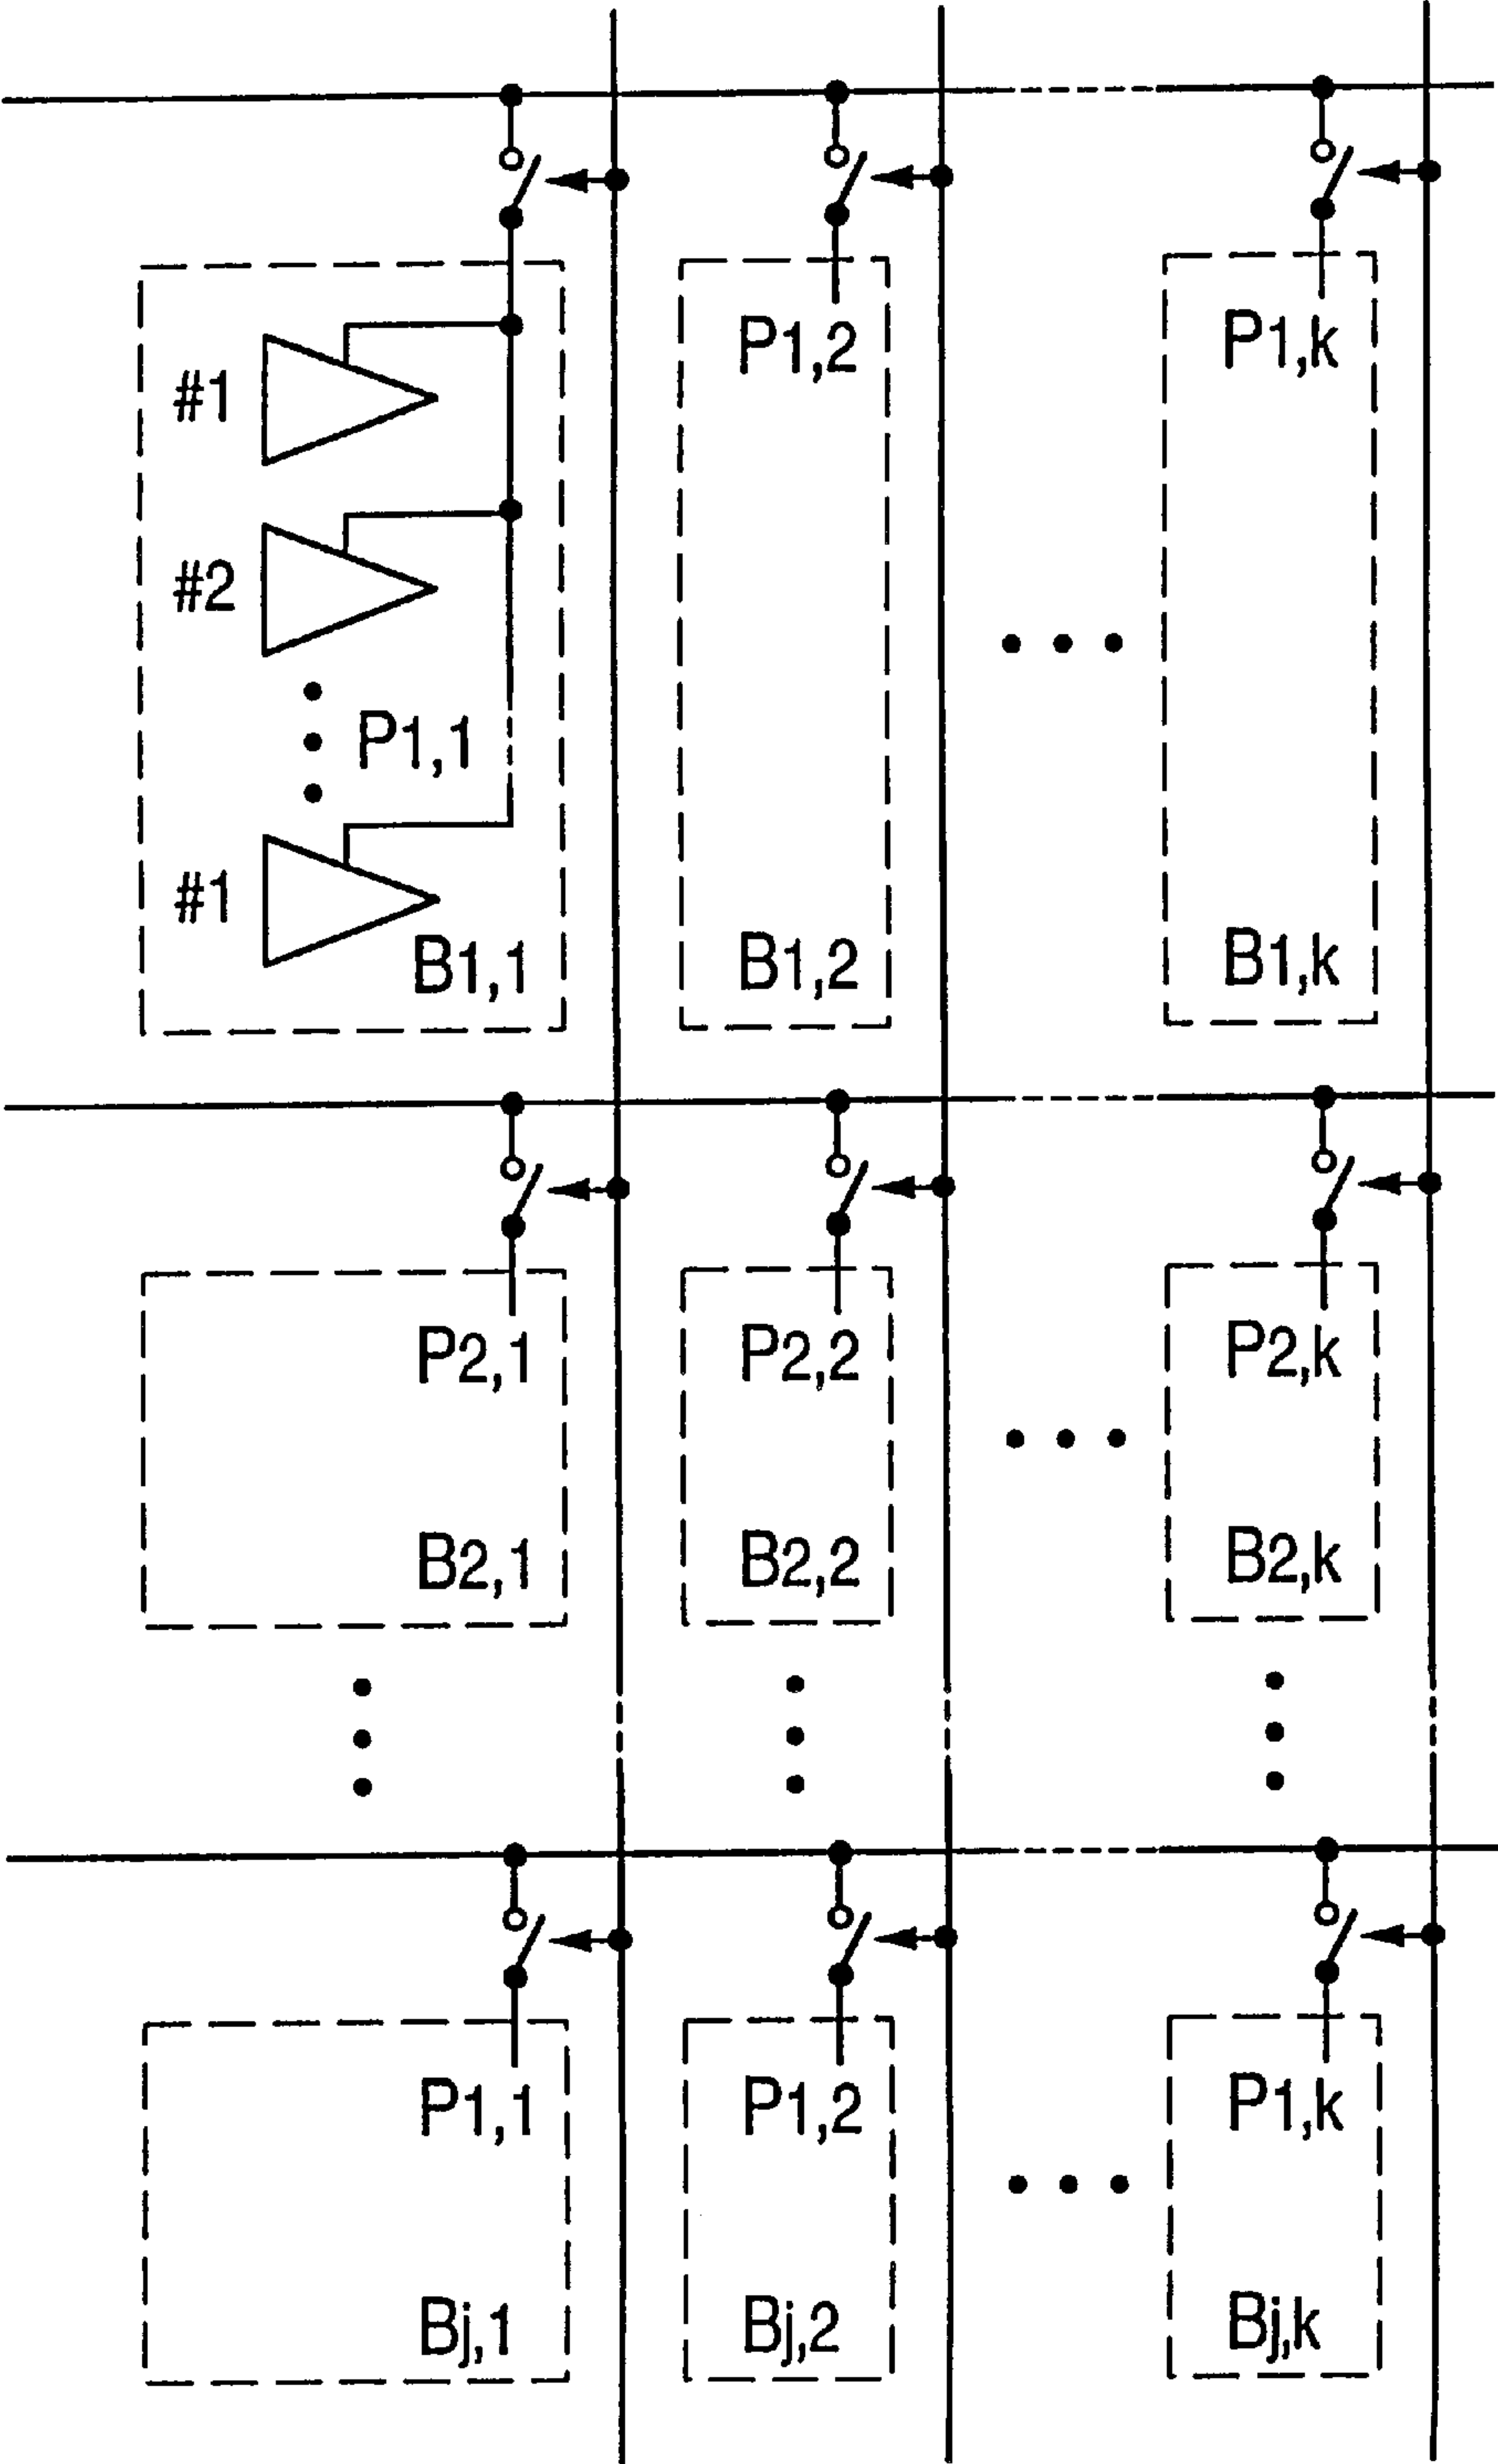 P1,2
P1,k
#1
#2
P1,1
#1
B1,1
B1,2
B1,k
P2,1
P2,2
P2,k
B2,1
B2,2
B2,k
P1,1
P1,2
P1,k
Bj,1
Bj,2
Bj,k